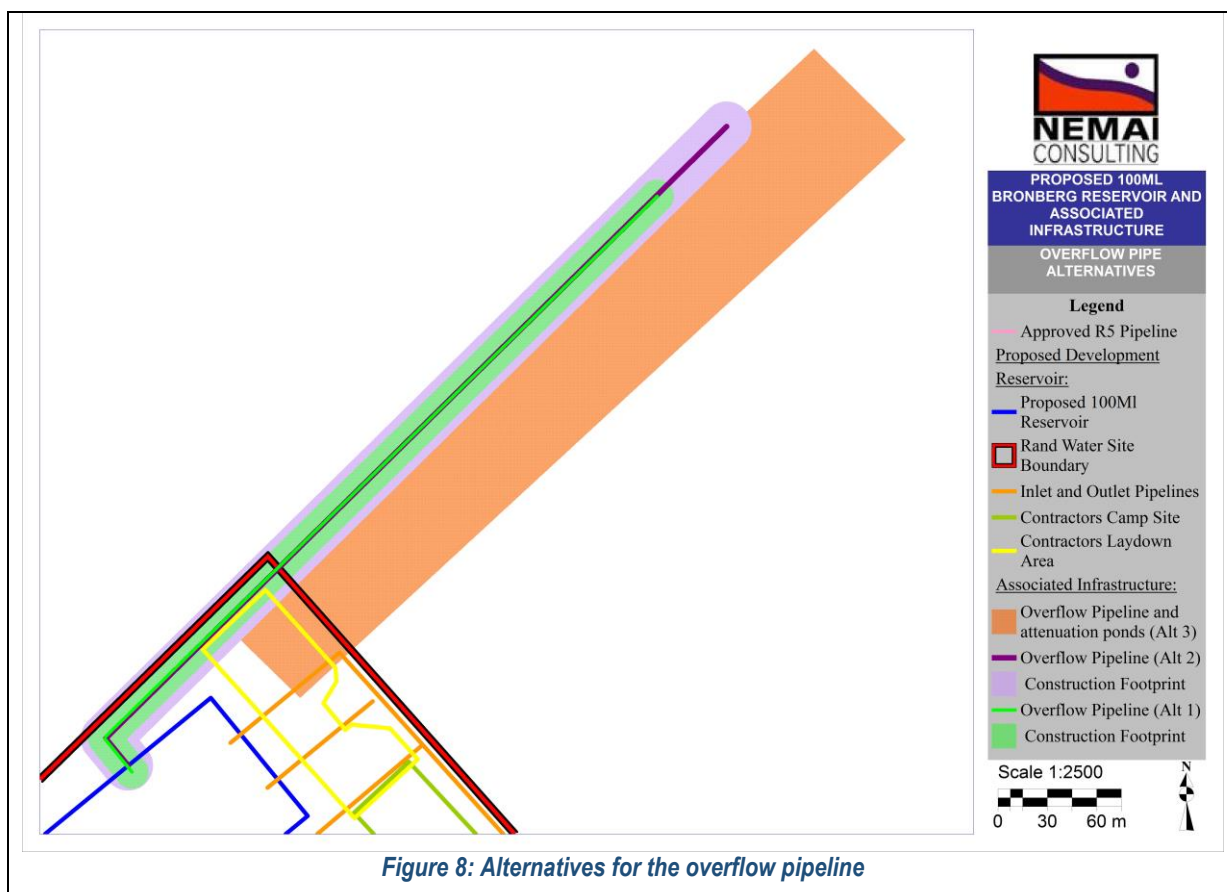 NEMAI
CONSULTING
PROPOSED 100ML
BRONBERG RESERVOIR AND
ASSOCIATED
INFRASTRUCTURE
OVERFLOW PIPE
ALTERNATIVES
Legend
Approved R5 Pipeline
Proposed Development
Reservoir:
Proposed 100Ml
Reservoir
Rand Water Site
Boundary
Inlet and Outlet Pipelines
Contractors Camp Site
Contractors Laydown
Area
Associated Infrastructure:
Overflow Pipeline and
attenuation ponds (Alt 3)
Overflow Pipeline (Alt 2)
Construction Footprint
Overflow Pipeline (Alt 1)
Construction Footprint
Scale 1:2500
N
0 30 60 m
Figure 8: Alternatives for the overflow pipeline